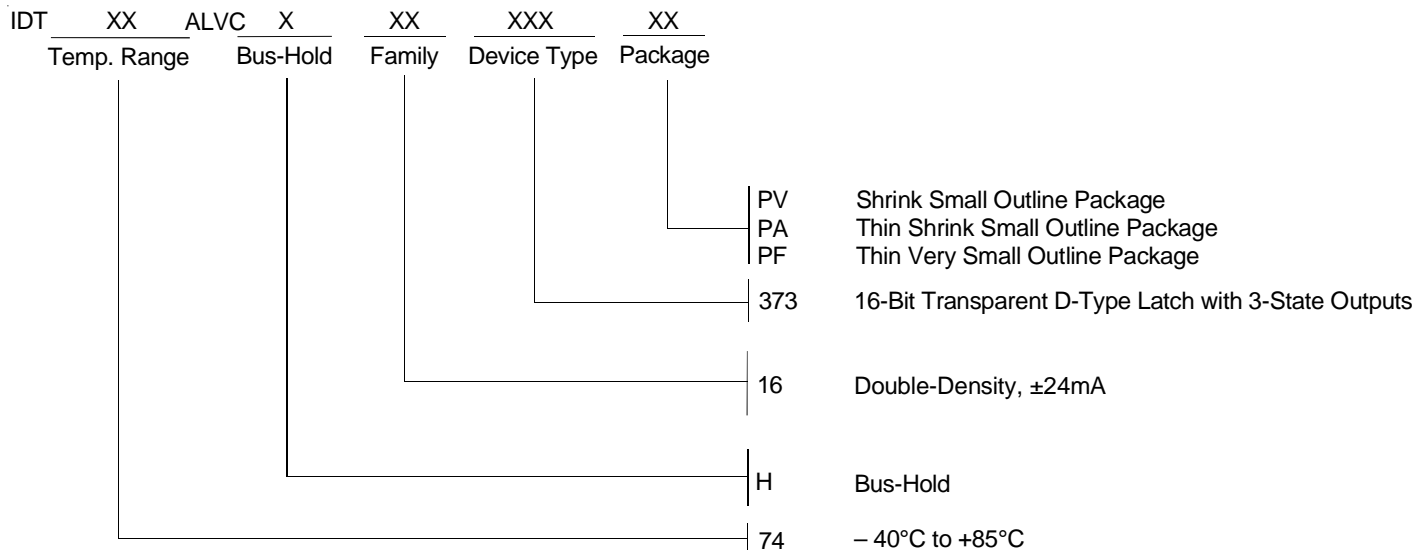 IDT XX ALVC X XX XXX XX
Temp. Range Bus-Hold Family Device Type Package
PV Shrink Small Outline Package
PA Thin Shrink Small Outline Package
PF Thin Very Small Outline Package
373 16-Bit Transparent D-Type Latch with 3-State Outputs
16 Double-Density, ±24mA
H Bus-Hold
74 – 40°C to +85°C